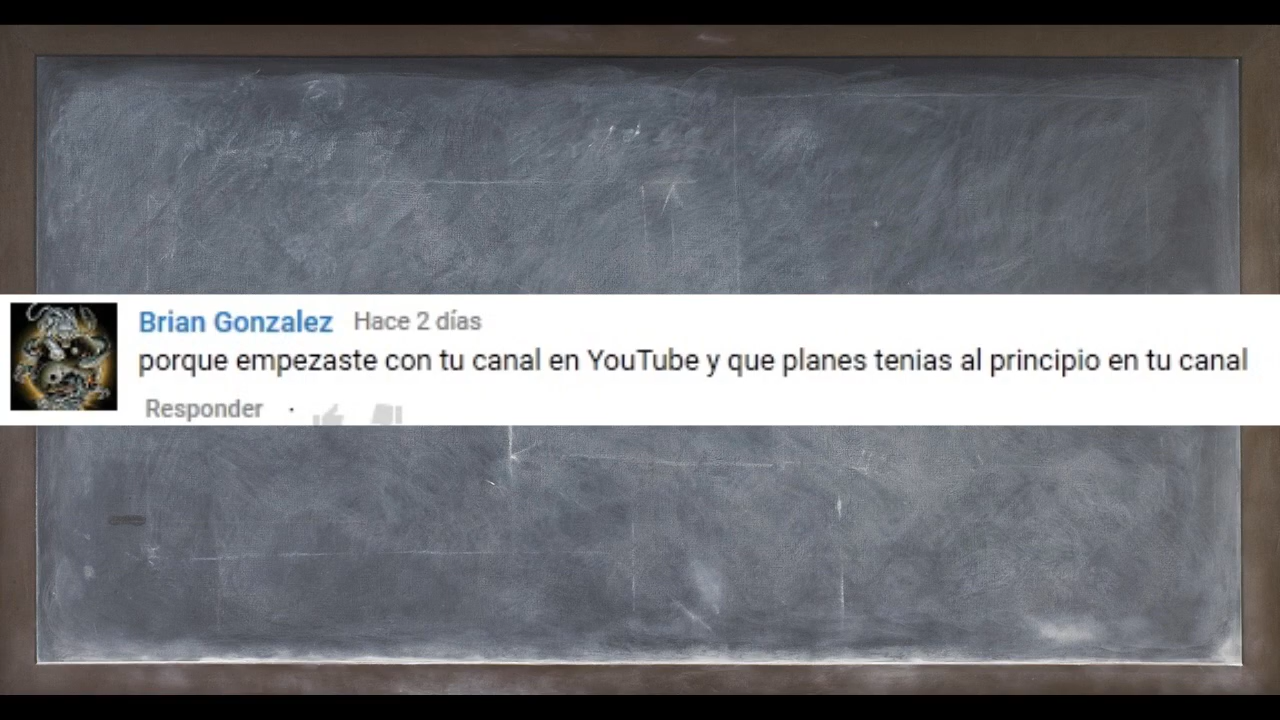 Brian Gonzalez Hace 2 días
porque empezaste con tu canal en YouTube y que planes tenias al principio en tu canal
Responder ·